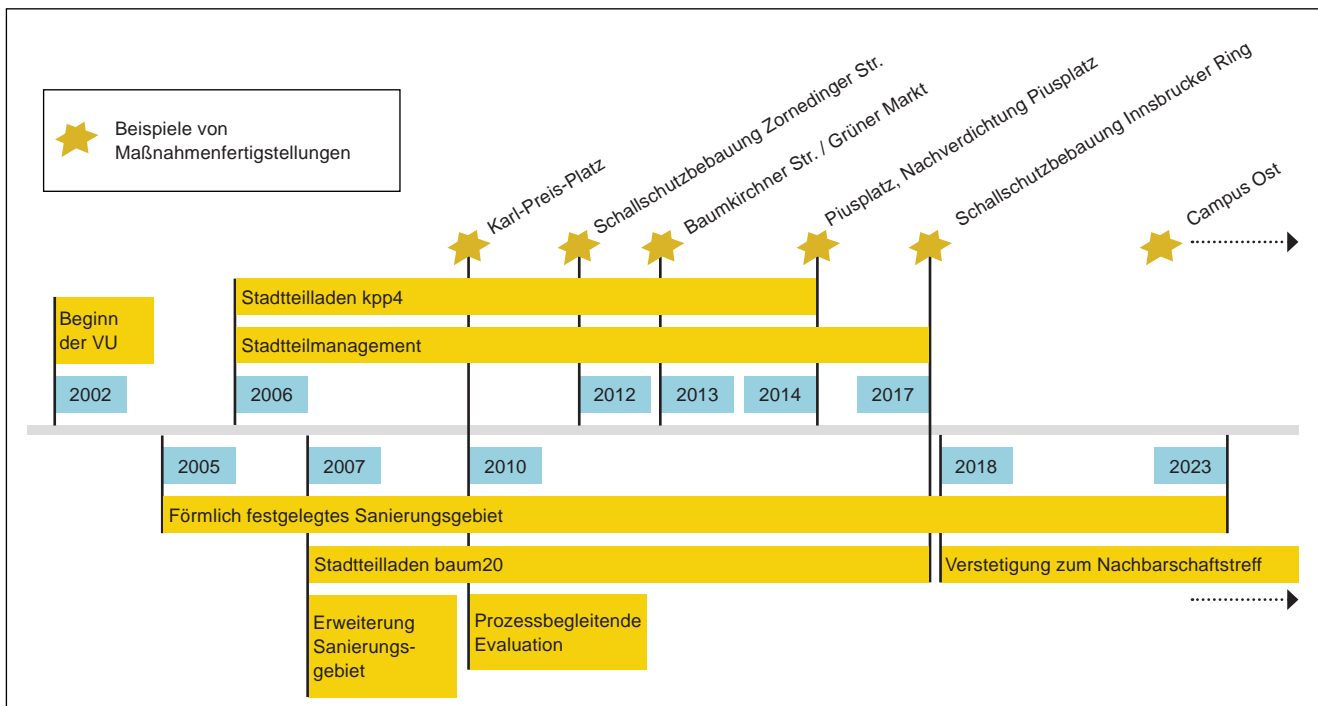 Beispiele von
Maßnahmenfertigstellungen
Karl-Preis-Platz
Schallschutzbebauung Zornedinger Str.
Baumkirchner Str. / Grüner Markt
Piusplatz, Nachverdichtung Piusplatz
Schallschutzbebauung Innsbrucker Ring
Campus Ost
Beginn
der VU
Stadtteilladen kpp4
Stadtteilmanagement
2002
2006
2012
2013
2014
2017
2005
2007
2010
2018
2023
Förmlich festgelegtes Sanierungsgebiet
Stadtteilladen baum20
Verstetigung zum Nachbarschaftstreff
Erweiterung
Sanierungs-
gebiet
Prozessbegleitende
Evaluation